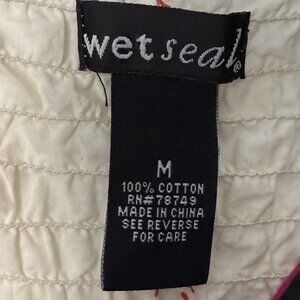 wet seal®
M
100% COTTON
RN#78749
MADE IN CHINA
SEE REVERSE
FOR CARE